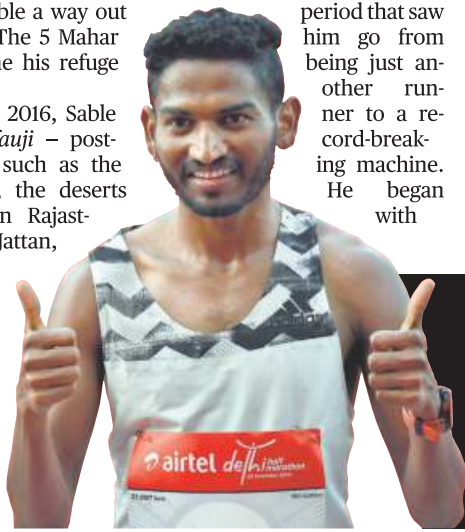 ble a way out
The 5 Mahar
e his refuge
2016, Sable
auji – post-
such as the
, the deserts
n Rajast-
Jattan,
period that saw
him go from
being just an-
other run-
ner to a re-
cord-break-
ing machine.
He began
with
airtel delhi half
marathon